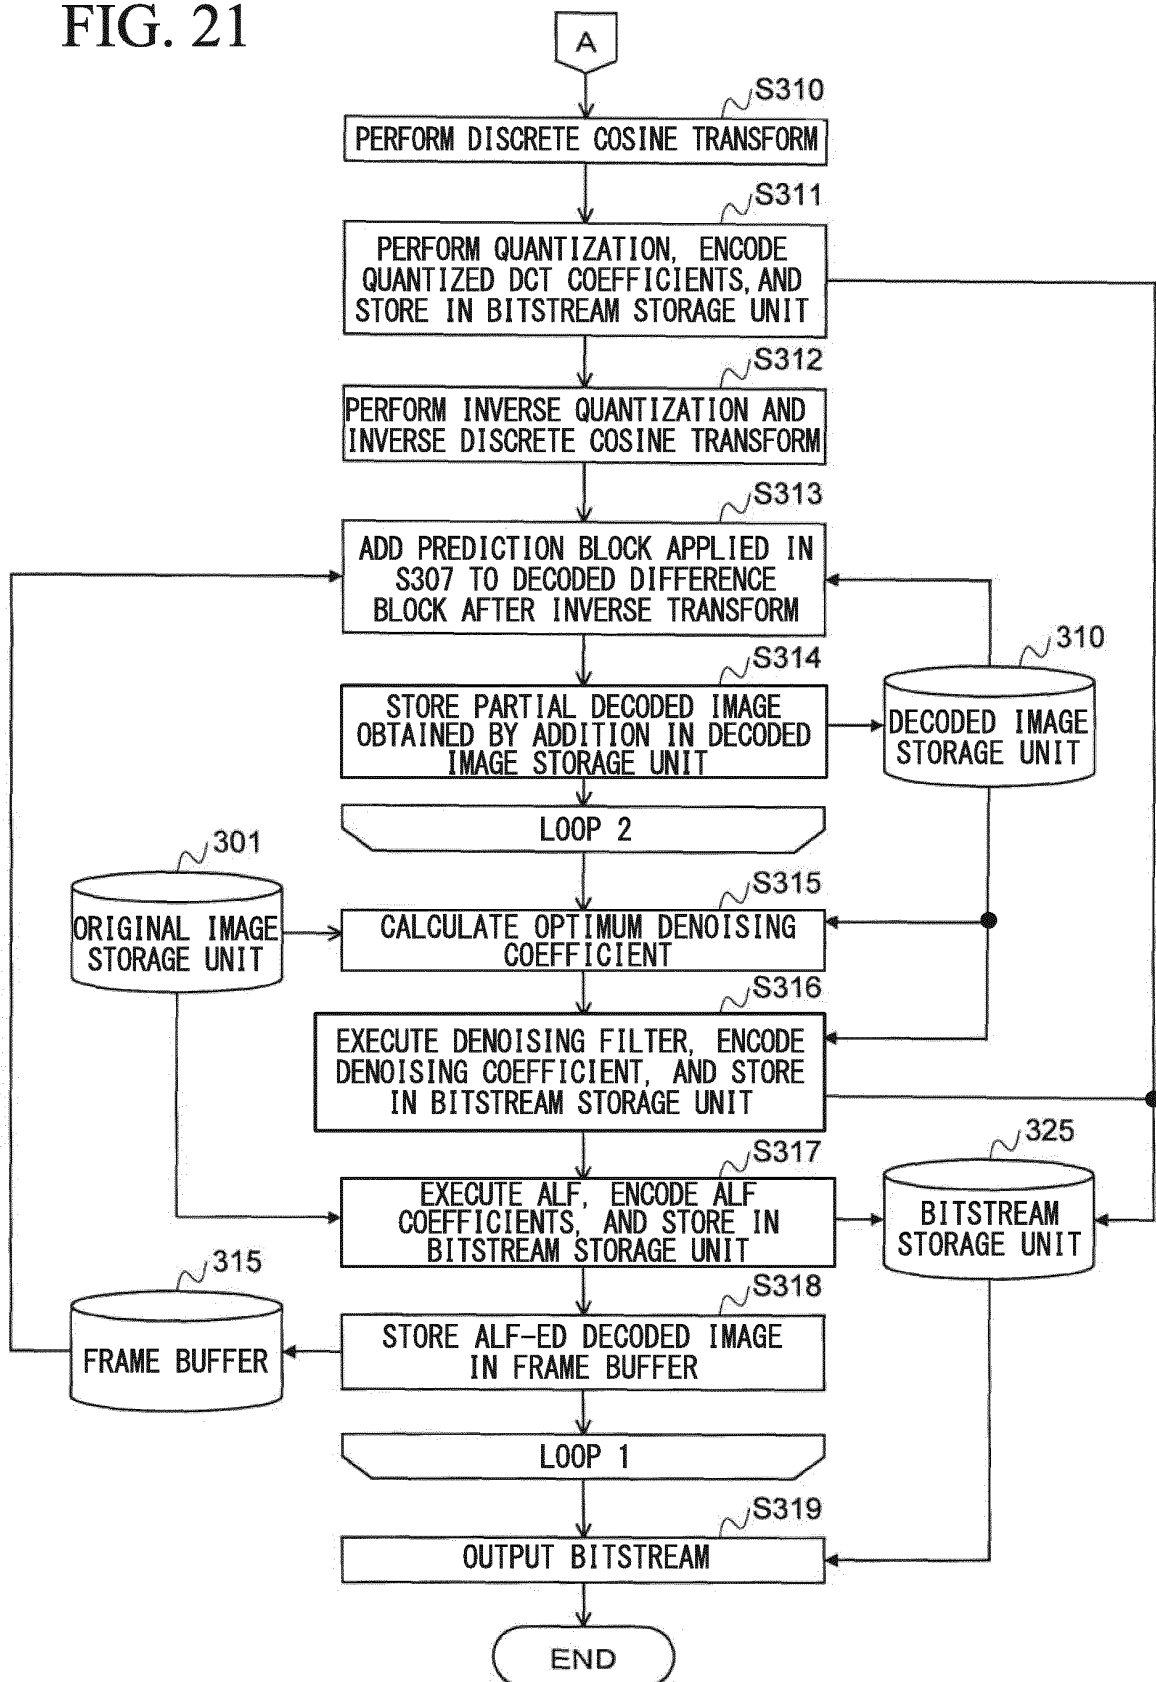 FIG. 21
A
S310
PERFORM DISCRETE COSINE TRANSFORM
S311
PERFORM QUANTIZATION, ENCODE
QUANTIZED DCT COEFFICIENTS, AND
STORE IN BITSTREAM STORAGE UNIT
S312
PERFORM INVERSE QUANTIZATION AND
INVERSE DISCRETE COSINE TRANSFORM
S313
ADD PREDICTION BLOCK APPLIED IN
S307 TO DECODED DIFFERENCE
BLOCK AFTER INVERSE TRANSFORM
S314
STORE PARTIAL DECODED IMAGE
OBTAINED BY ADDITION IN DECODED
IMAGE STORAGE UNIT
310
DECODED IMAGE
STORAGE UNIT
LOOP 2
301
ORIGINAL IMAGE
STORAGE UNIT
S315
CALCULATE OPTIMUM DENOISING
COEFFICIENT
S316
EXECUTE DENOISING FILTER, ENCODE
DENOISING COEFFICIENT, AND STORE
IN BITSTREAM STORAGE UNIT
S317
EXECUTE ALF, ENCODE ALF
COEFFICIENTS, AND STORE IN
BITSTREAM STORAGE UNIT
325
BITSTREAM
STORAGE UNIT
315
FRAME BUFFER
S318
STORE ALF-ED DECODED IMAGE
IN FRAME BUFFER
LOOP 1
S319
OUTPUT BITSTREAM
END